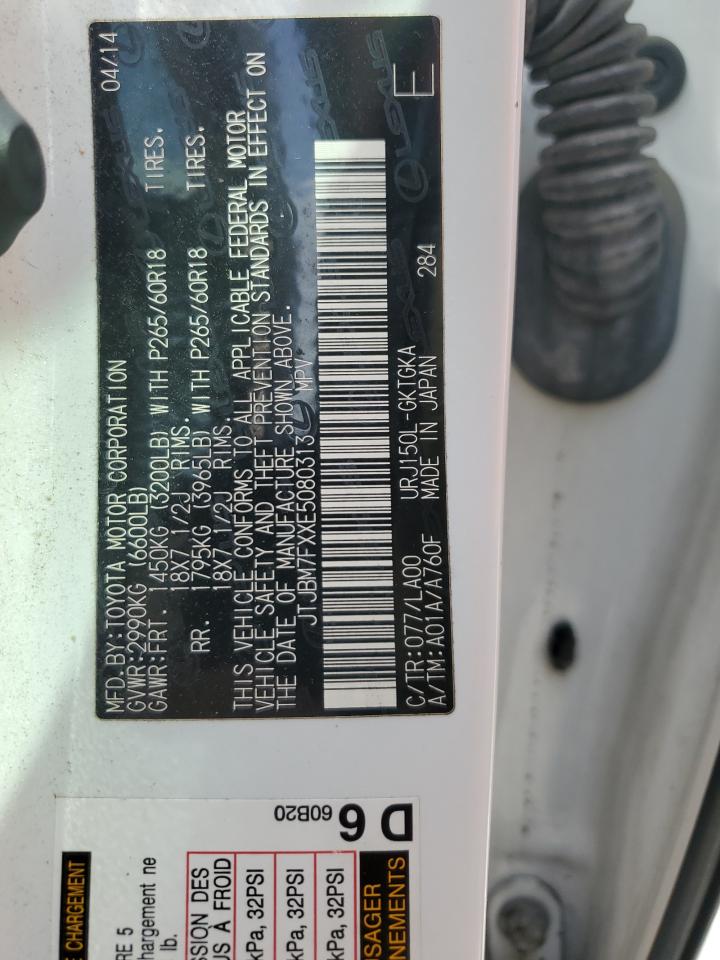 MFD. BY: TOYOTA MOTOR CORPORATION 04/14
GVWR: 2990KG (6600LB)
GAWR: FRT. 1450KG (3200LB) WITH P265/60R18 TIRES.
18X7 1/2J RIMS.
RR. 1795KG (3965LB) WITH P265/60R18 TIRES.
18X7 1/2J RIMS.
THIS VEHICLE CONFORMS TO ALL APPLICABLE FEDERAL MOTOR
VEHICLE SAFETY AND THEFT PREVENTION STANDARDS IN EFFECT ON
THE DATE OF MANUFACTURE SHOWN ABOVE.
JTJBM7FXXE5080313 MPV
E
C/TR: 077/LA00 URJ150L-GKTGKA 284
A/TM: A01A/A760F MADE IN JAPAN
LEXUS
D 6
60B20
CHARGEMENT
RE 5
hargement ne
lb.
SSION DES
US À FROID
kPa, 32PSI
kPa, 32PSI
kPa, 32PSI
SAGER
NEMENTS